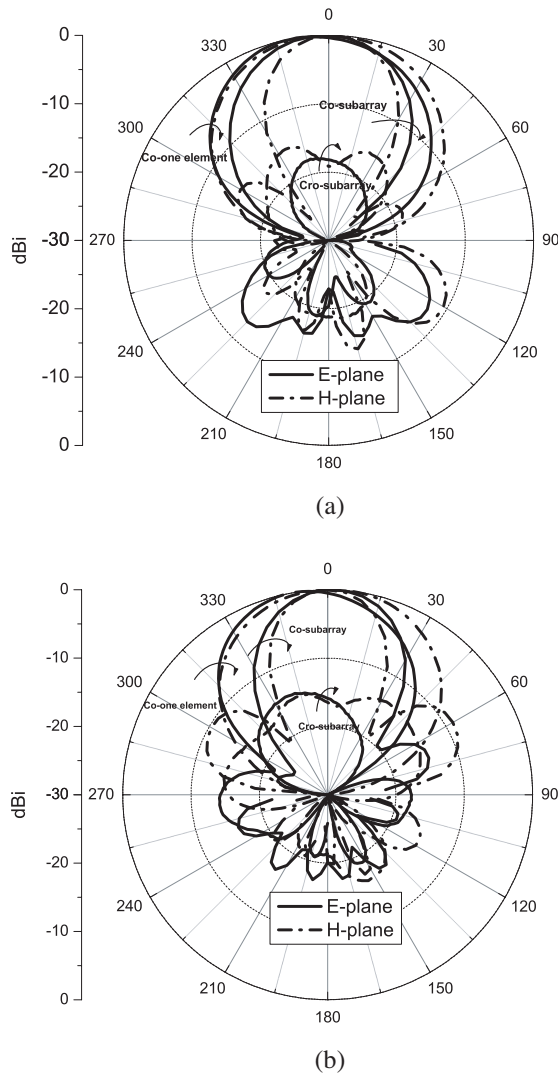 0
0
330
30
-10
Co-subarray
300
60
Co-one element
-20
Cro-subarray
dBi
-30
270
90
-20
240
120
-10
E-plane
H-plane
210
150
0
180
(a)
0
0
330
30
Co-subarray
-10
300
60
Co-one element
-20
Cro-subarray
dBi
-30
270
90
-20
240
120
-10
E-plane
H-plane
210
150
0
180
(b)